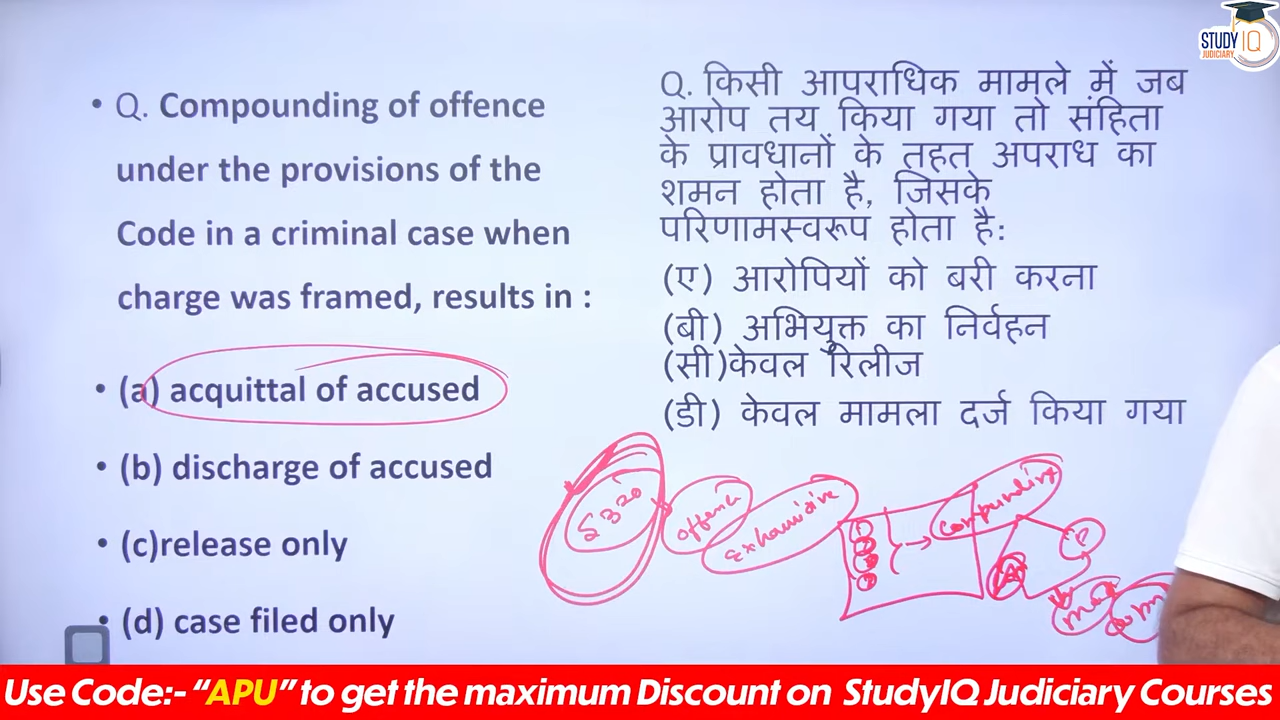 STUDY IQ
JUDICIARY
• Q. Compounding of offence
under the provisions of the
Code in a criminal case when
charge was framed, results in :
• (a) acquittal of accused
• (b) discharge of accused
• (c)release only
• (d) case filed only
Q. किसी आपराधिक मामले में जब
आरोप तय किया गया तो संहिता
के प्रावधानों के तहत अपराध का
शमन होता है, जिसके
परिणामस्वरूप होता है:
(ए) आरोपियों को बरी करना
(बी) अभियुक्त का निर्वहन
(सी)केवल रिलीज
(डी) केवल मामला दर्ज किया गया
S 320
offence
exhaustive
Use Code:- “APU” to get the maximum Discount on StudyIQ Judiciary Courses